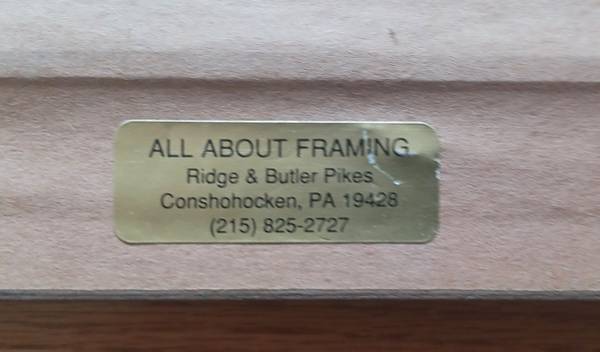 ALL ABOUT FRAMING
Ridge & Butler Pikes
Conshohocken, PA 19428
(215) 825-2727